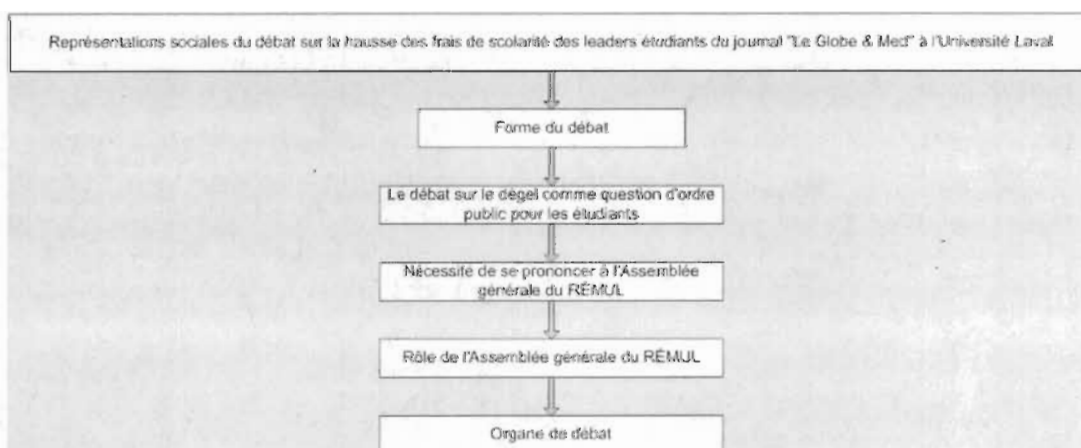 Représentations sociales du débat sur la hausse des frais de scolarité des leaders étudiants du journal "Le Globe & Med" à l'Université Laval
Forme du débat
Le débat sur le dégel comme question d'ordre
public pour les étudiants
Nécessité de se prononcer à l'Assemblée
générale du RÉMUL
Rôle de l'Assemblée générale du RÉMUL
Organe de débat